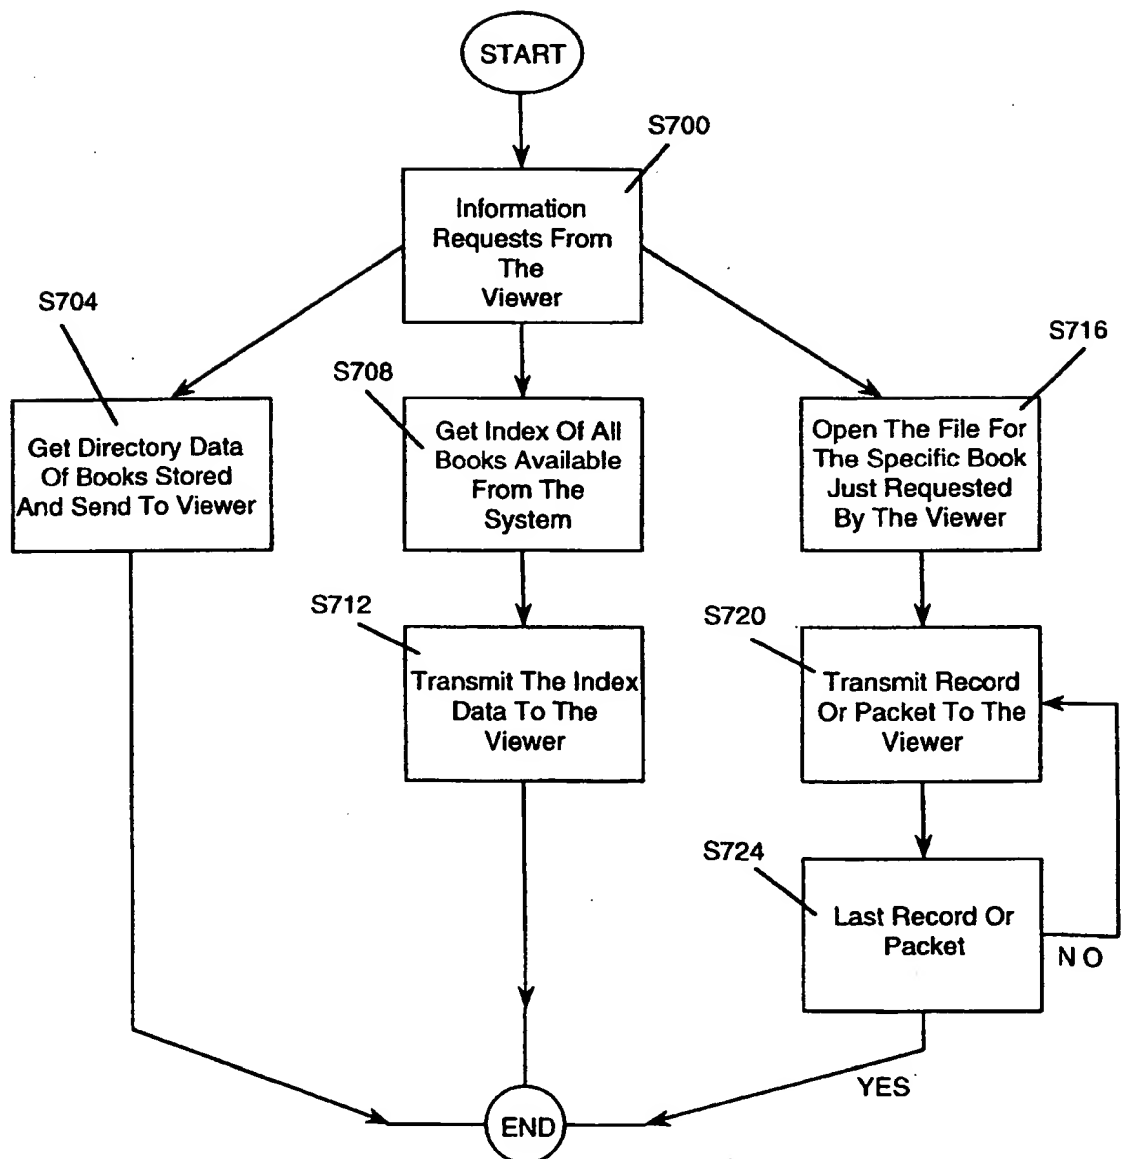 START
S700
Information
Requests From
The
Viewer
S704
Get Directory Data
Of Books Stored
And Send To Viewer
S708
Get Index Of All
Books Available
From The
System
S716
Open The File For
The Specific Book
Just Requested
By The Viewer
S712
Transmit The Index
Data To The
Viewer
S720
Transmit Record
Or Packet To The
Viewer
S724
Last Record Or
Packet
NO
YES
END